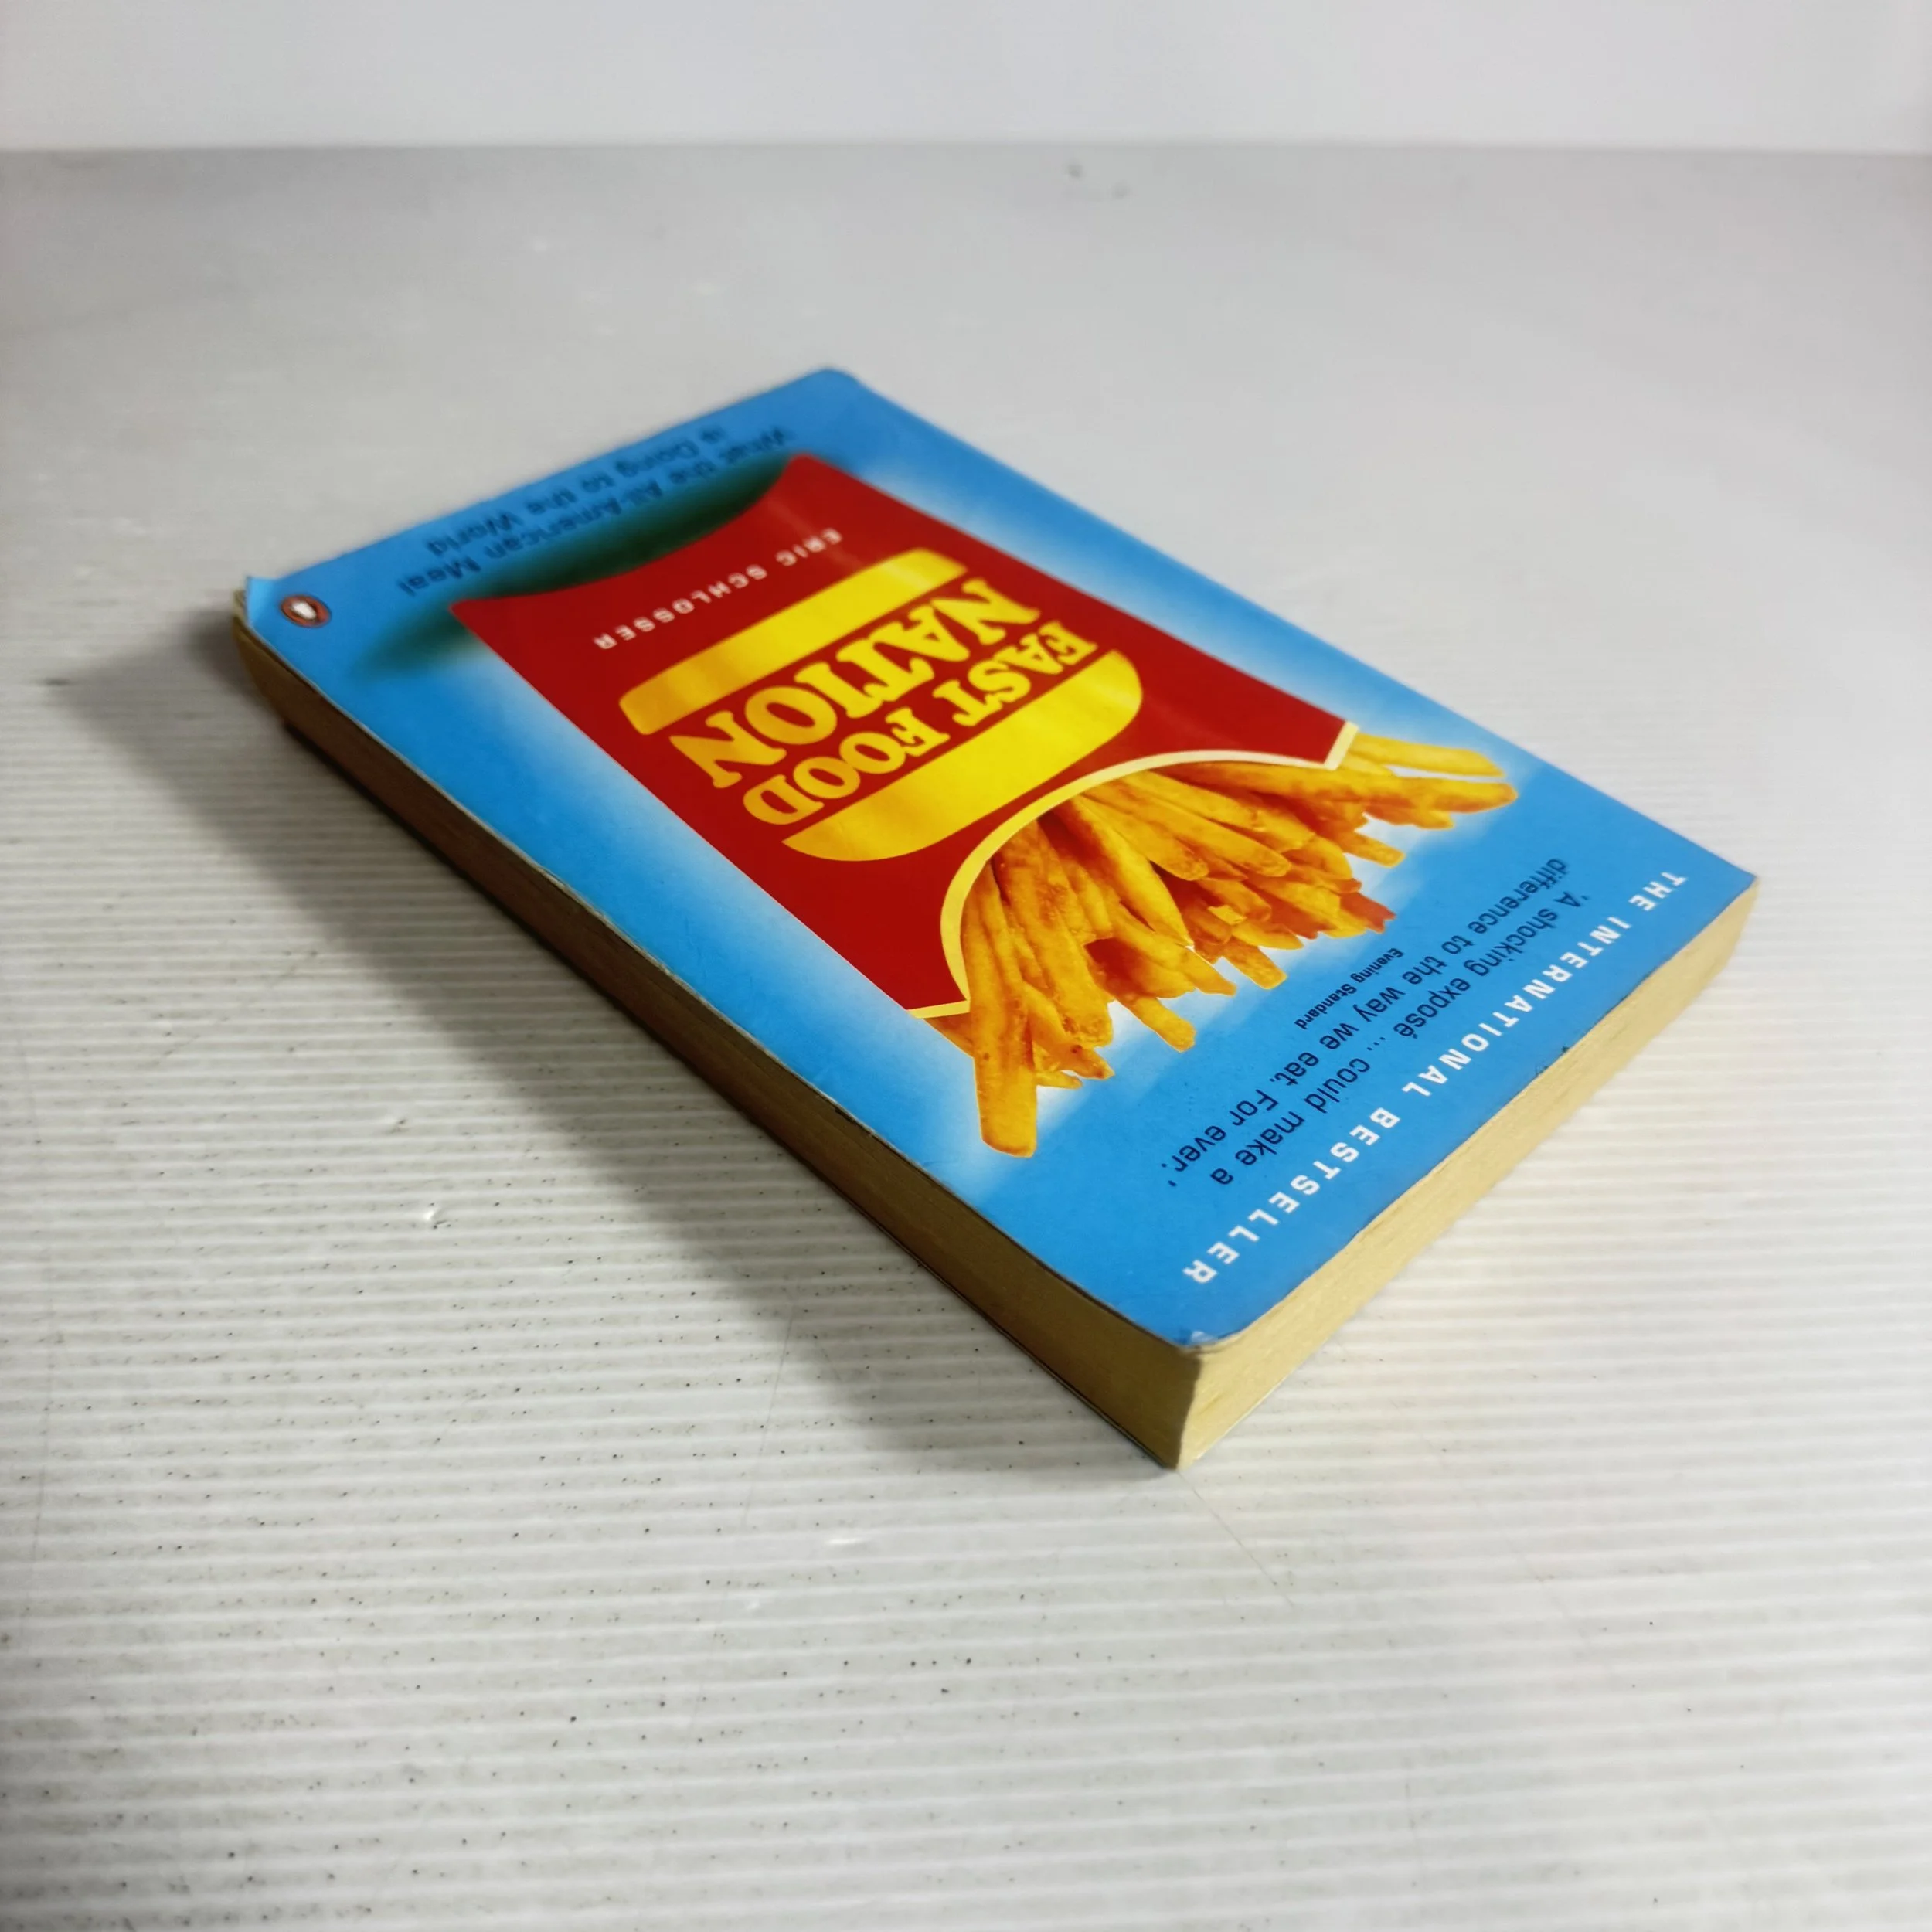 THE INTERNATIONAL BESTSELLER
'A shocking exposé ... could make a
difference to the way we eat. For ever.'
Evening Standard
FAST FOOD
NATION
ERIC SCHLOSSER
What the All-American Meal
is Doing to the World